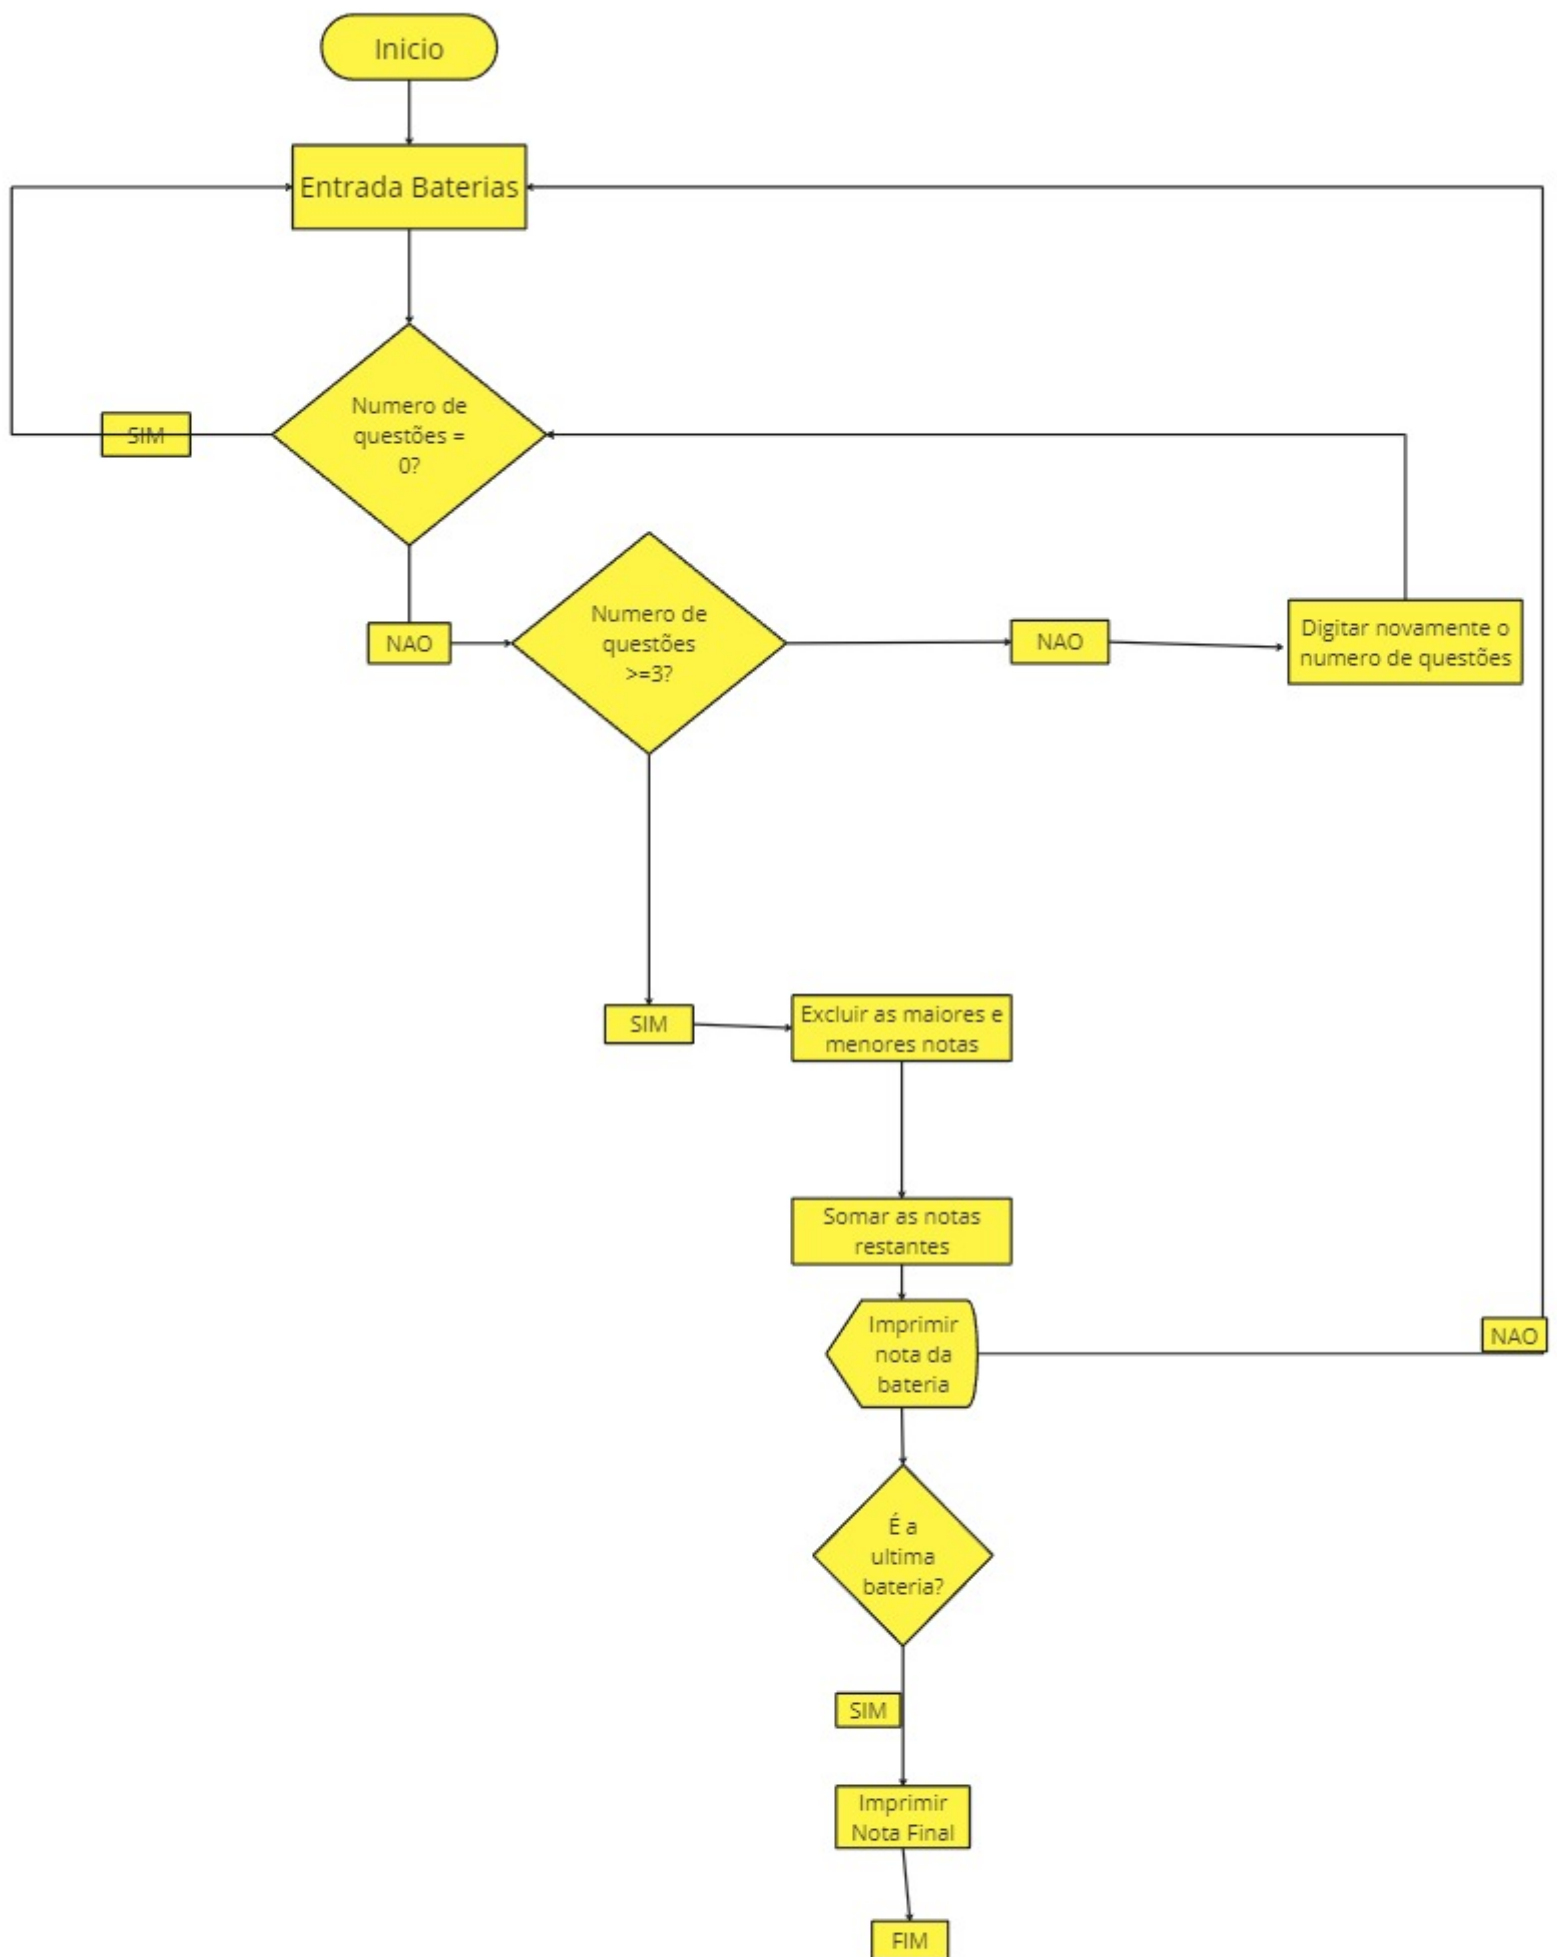 Inicio
Entrada Baterias
Numero de
questões =
0?
SIM
NAO
Numero de
questões
>=3?
NAO
Digitar novamente o
numero de questões
SIM
Excluir as maiores e
menores notas
Somar as notas
restantes
Imprimir
nota da
bateria
NAO
É a
ultima
bateria?
SIM
Imprimir
Nota Final
FIM